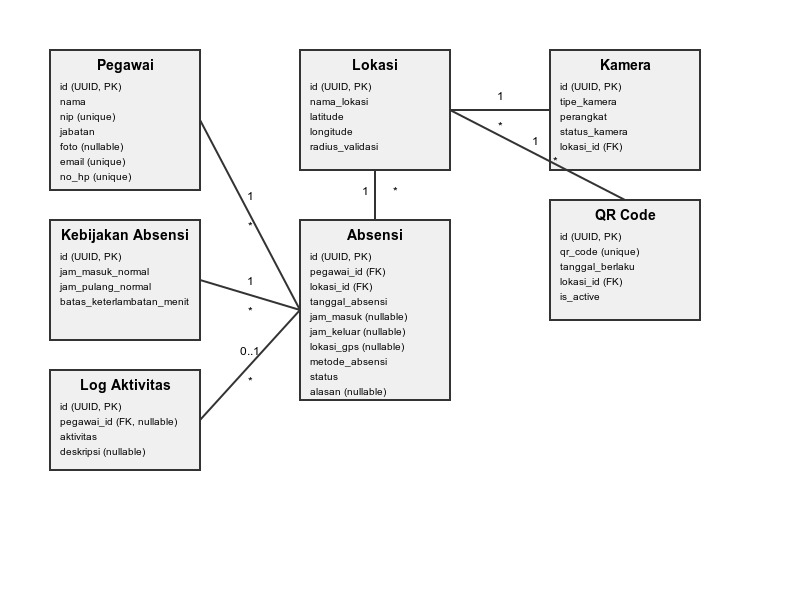 Pegawai
id (UUID, PK)
nama
nip (unique)
jabatan
foto (nullable)
email (unique)
no_hp (unique)
Lokasi
id (UUID, PK)
nama_lokasi
latitude
longitude
radius_validasi
Kamera
id (UUID, PK)
tipe_kamera
perangkat
status_kamera
lokasi_id (FK)
1
*
1
*
1
*
1
*
Kebijakan Absensi
id (UUID, PK)
jam_masuk_normal
jam_pulang_normal
batas_keterlambatan_menit
1
*
Absensi
id (UUID, PK)
pegawai_id (FK)
lokasi_id (FK)
tanggal_absensi
jam_masuk (nullable)
jam_keluar (nullable)
lokasi_gps (nullable)
metode_absensi
status
alasan (nullable)
QR Code
id (UUID, PK)
qr_code (unique)
tanggal_berlaku
lokasi_id (FK)
is_active
0..1
*
Log Aktivitas
id (UUID, PK)
pegawai_id (FK, nullable)
aktivitas
deskripsi (nullable)